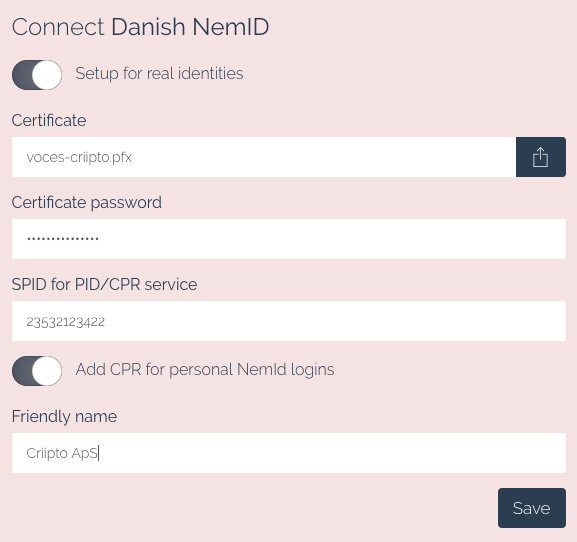 Connect Danish NemID
Setup for real identities
Certificate
voces-criipto.pfx
Certificate password
•••••••••••••••
SPID for PID/CPR service
23532123422
Add CPR for personal NemId logins
Friendly name
Criipto ApS
Save